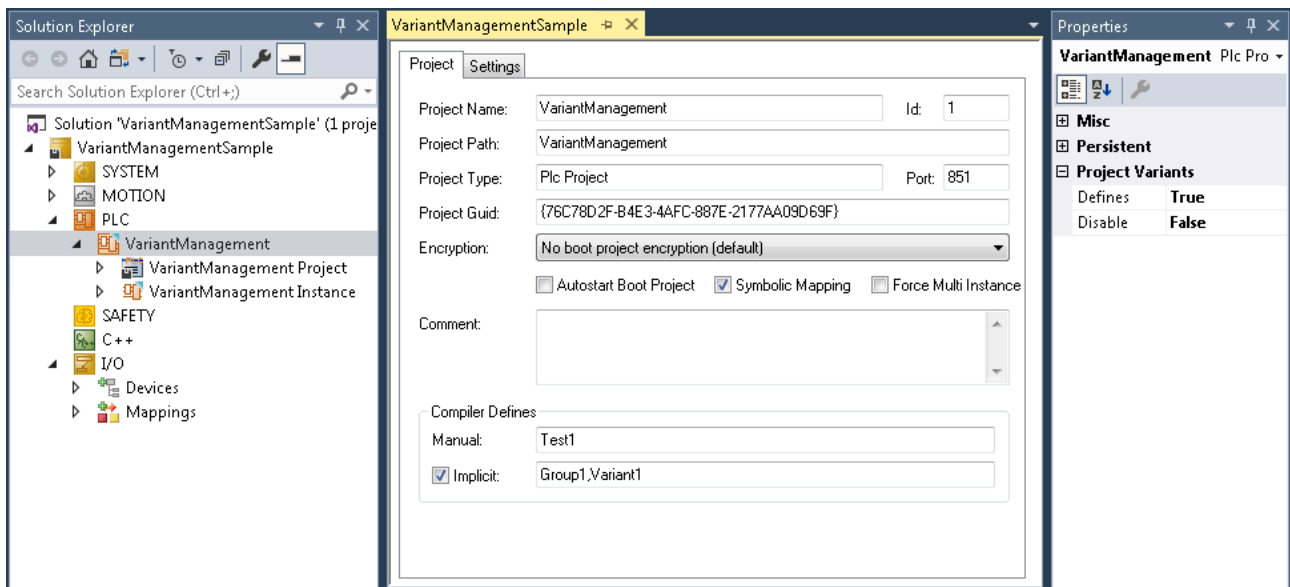 Solution Explorer
Search Solution Explorer (Ctrl+;)
Solution 'VariantManagementSample' (1 proje
VariantManagementSample
SYSTEM
MOTION
PLC
VariantManagement
VariantManagement Project
VariantManagement Instance
SAFETY
C++
I/O
Devices
Mappings
VariantManagementSample
Project Settings
Project Name: VariantManagement Id: 1
Project Path: VariantManagement
Project Type: Plc Project Port: 851
Project Guid: {76C78D2F-B4E3-4AFC-887E-2177AA09D69F}
Encryption: No boot project encryption (default)
Autostart Boot Project Symbolic Mapping Force Multi Instance
Comment:
Compiler Defines
Manual: Test1
Implicit: Group1,Variant1
Properties
VariantManagement Plc Pro
Misc
Persistent
Project Variants
Defines True
Disable False